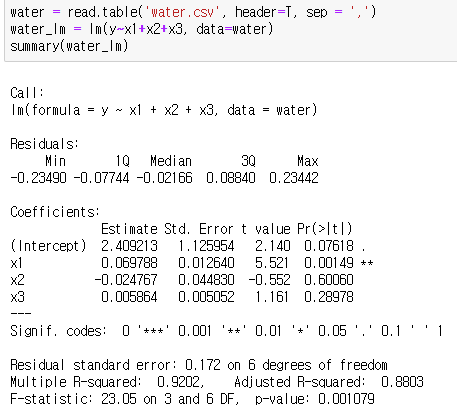 water = read.table('water.csv', header=T, sep = ',')
water_lm = lm(y~x1+x2+x3, data=water)
summary(water_lm)
Call:
lm(formula = y ~ x1 + x2 + x3, data = water)
Residuals:
     Min       1Q   Median       3Q      Max
-0.23490 -0.07744 -0.02166  0.08840  0.23442
Coefficients:
             Estimate Std. Error t value Pr(>|t|)
(Intercept)  2.409213   1.125954   2.140  0.07618 .
x1           0.069788   0.012640   5.521  0.00149 **
x2          -0.024767   0.044830  -0.552  0.60060
x3           0.005864   0.005052   1.161  0.28978
---
Signif. codes:  0 '***' 0.001 '**' 0.01 '*' 0.05 '.' 0.1 ' ' 1
Residual standard error: 0.172 on 6 degrees of freedom
Multiple R-squared:  0.9202,    Adjusted R-squared:  0.8803
F-statistic: 23.05 on 3 and 6 DF,  p-value: 0.001079